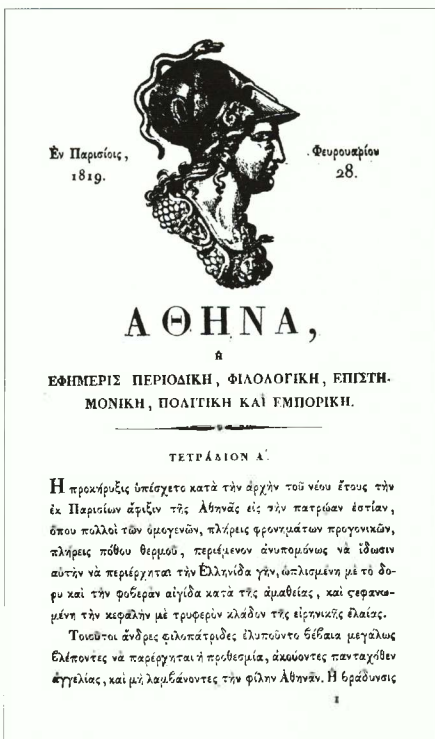 Ἐν Παρισίοις,
1819.
Φευρουαρίου
28.
ΑΘΗΝΑ,
ἢ
ΕΦΗΜΕΡΙΣ ΠΕΡΙΟΔΙΚΗ, ΦΙΛΟΛΟΓΙΚΗ, ΕΠΙΣΤΗ-
ΜΟΝΙΚΗ, ΠΟΛΙΤΙΚΗ ΚΑΙ ΕΜΠΟΡΙΚΗ.
ΤΕΤΡΑΔΙΟΝ Α΄.
Η προκήρυξις ὑπέσχετο κατὰ τὴν ἀρχὴν τοῦ νέου ἔτους τὴν
ἐκ Παρισίων ἄφιξιν τῆς Ἀθηνᾶς εἰς τὴν πατρῴαν ἑστίαν,
ὅπου πολλοὶ τῶν ὁμογενῶν, πλήρεις φρονημάτων προγονικῶν,
πλήρεις πόθου θερμοῦ, περιέμενον ἀνυπομόνως νὰ ἴδωσιν
αὐτὴν νὰ περιέρχηται τὴν Ἑλληνίδα γῆν, ὡπλισμένη μὲ τὸ δό-
ρυ καὶ τὴν φοβερὰν αἰγίδα κατὰ τῆς ἀμαθείας, καὶ ϛεφανω-
μένη τὴν κεφαλὴν μὲ τρυφερὸν κλάδον τῆς εἰρηνικῆς ἐλαίας.
Τοιοῦτοι ἄνδρες φιλοπάτριδες ἐλυποῦντο βέβαια μεγάλως
βλέποντες νὰ παρέρχηται ἡ προθεσμία, ἀκούοντες πανταχόθεν
ἀγγελίας, καὶ μὴ λαμβάνοντες τὴν φίλην Ἀθηνᾶν. Ἡ βράδυνσις
1